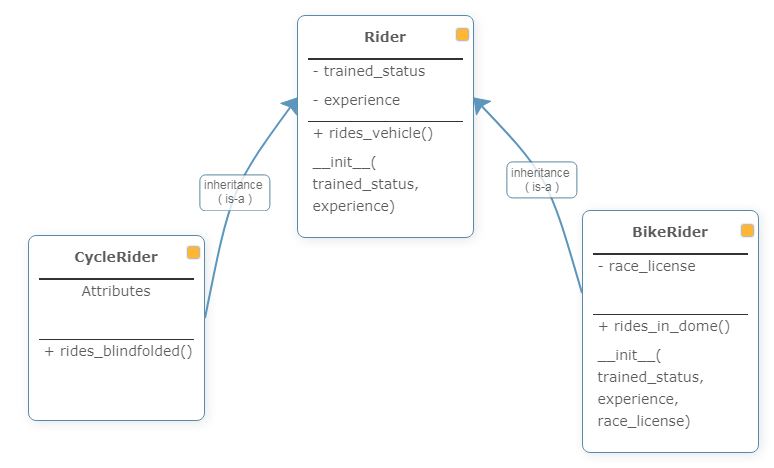 Rider
- trained_status
- experience
+ rides_vehicle()
__init__(
trained_status,
experience)
inheritance
( is-a )
inheritance
( is-a )
CycleRider
Attributes
+ rides_blindfolded()
BikeRider
- race_license
+ rides_in_dome()
__init__(
trained_status,
experience,
race_license)